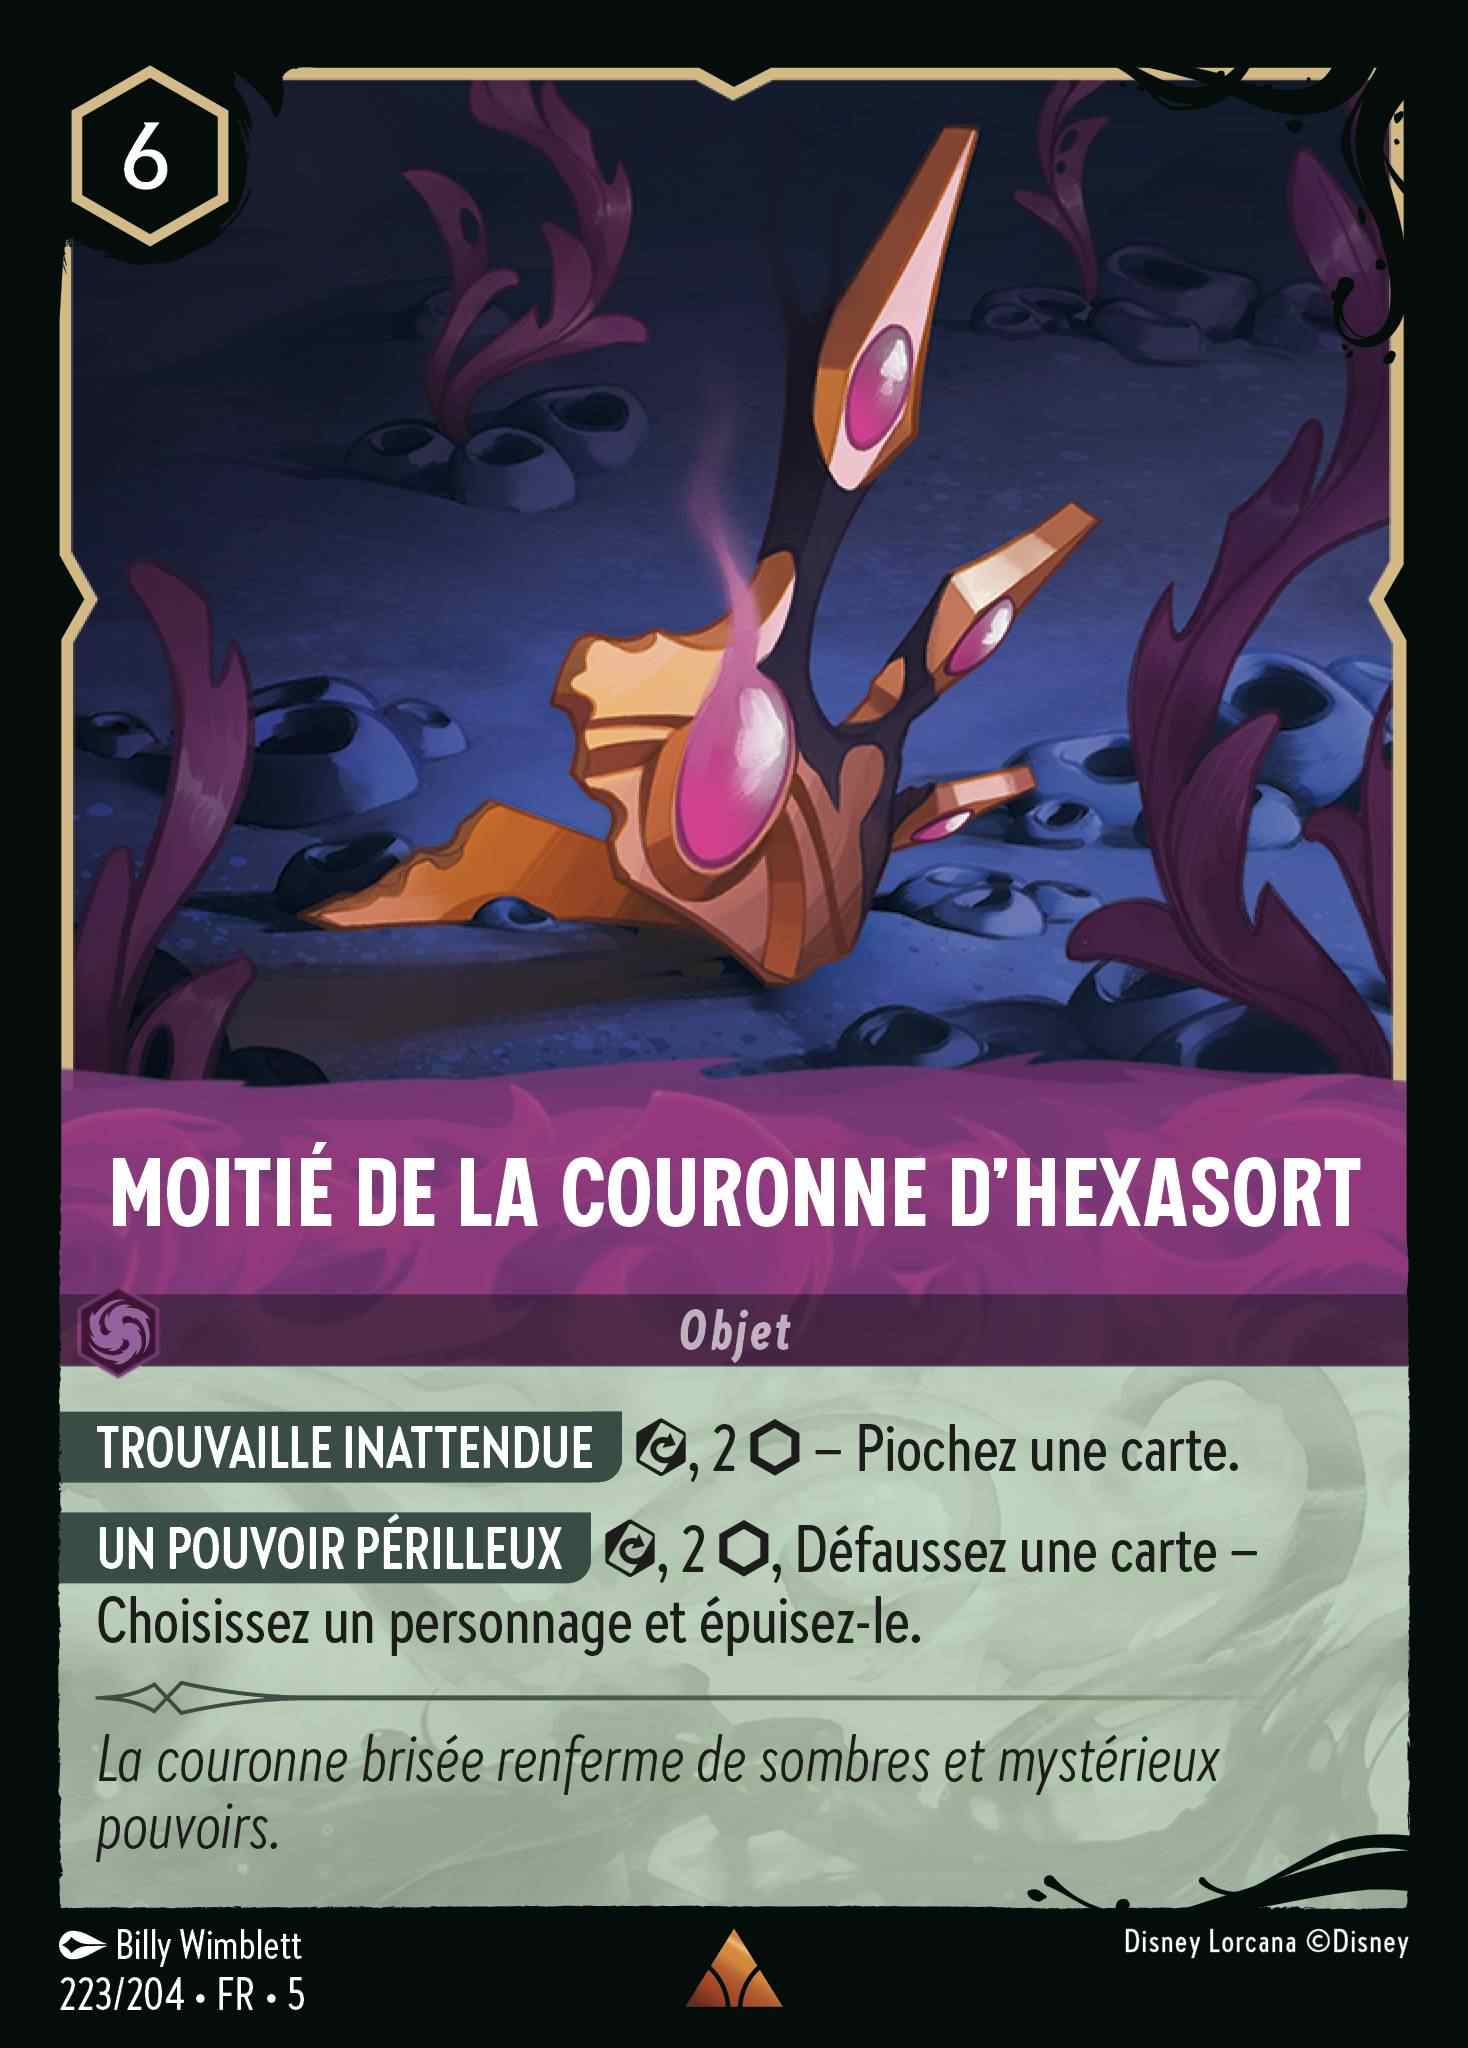 6
MOITIÉ DE LA COURONNE D'HEXASORT
Objet
TROUVAILLE INATTENDUE , 2 – Piochez une carte.
UN POUVOIR PÉRILLEUX , 2 , Défaussez une carte –
Choisissez un personnage et épuisez-le.
La couronne brisée renferme de sombres et mystérieux
pouvoirs.
Billy Wimblett
Disney Lorcana ©Disney
223/204 • FR • 5